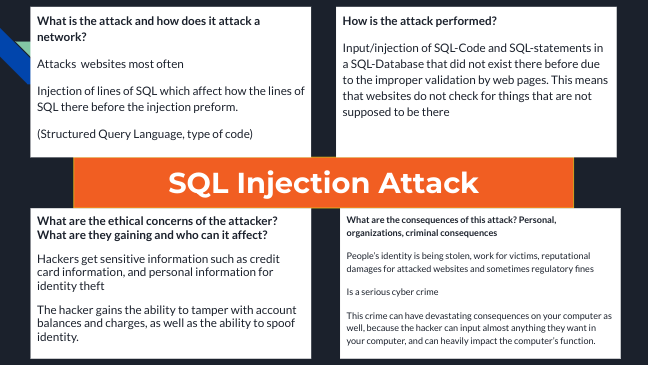 What is the attack and how does it attack a
network?
Attacks websites most often
Injection of lines of SQL which affect how the lines of
SQL there before the injection preform.
(Structured Query Language, type of code)
How is the attack performed?
Input/injection of SQL-Code and SQL-statements in
a SQL-Database that did not exist there before due
to the improper validation by web pages. This means
that websites do not check for things that are not
supposed to be there
SQL Injection Attack
What are the ethical concerns of the attacker?
What are they gaining and who can it affect?
Hackers get sensitive information such as credit
card information, and personal information for
identity theft
The hacker gains the ability to tamper with account
balances and charges, as well as the ability to spoof
identity.
What are the consequences of this attack? Personal,
organizations, criminal consequences
People's identity is being stolen, work for victims, reputational
damages for attacked websites and sometimes regulatory fines
Is a serious cyber crime
This crime can have devastating consequences on your computer as
well, because the hacker can input almost anything they want in
your computer, and can heavily impact the computer's function.